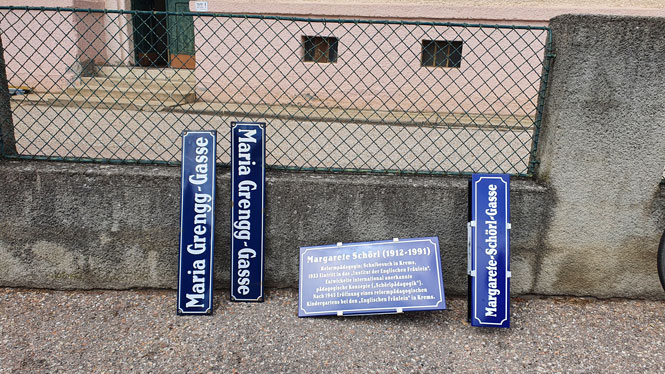 Maria Grengg-Gasse
Maria Grengg-Gasse
Margarete Schörl (1912-1991)
Reformpädagogin; Schulbesuch in Krems,
1933 Eintritt in das „Institut der Englischen Fräulein".
Entwickelte international anerkannte
pädagogische Konzepte („Schörlpädagogik").
Nach 1945 Eröffnung eines reformpädagogischen
Kindergartens bei den „Englischen Fräulein" in Krems.
Margarete-Schörl-Gasse